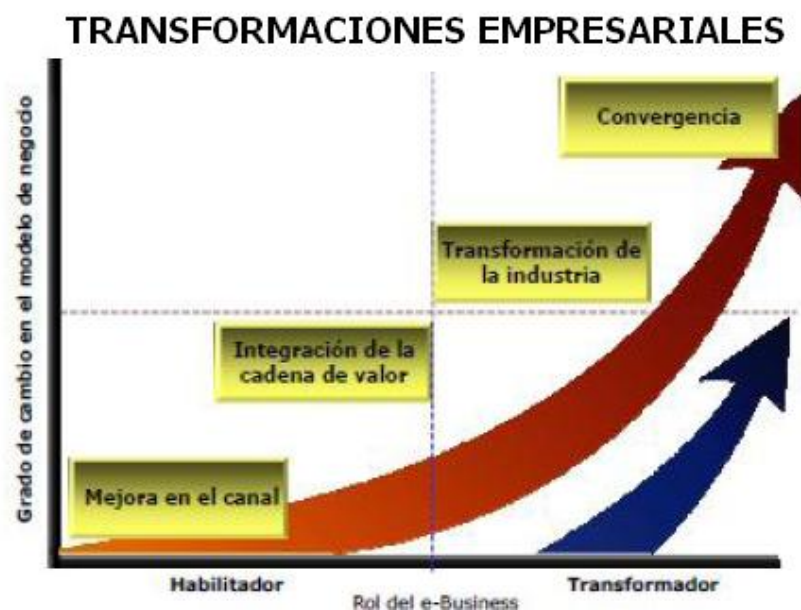 TRANSFORMACIONES EMPRESARIALES
Grado de cambio en el modelo de negocio
Convergencia
Transformación de
la industria
Integración de la
cadena de valor
Mejora en el canal
Habilitador
Transformador
Rol del e-Business